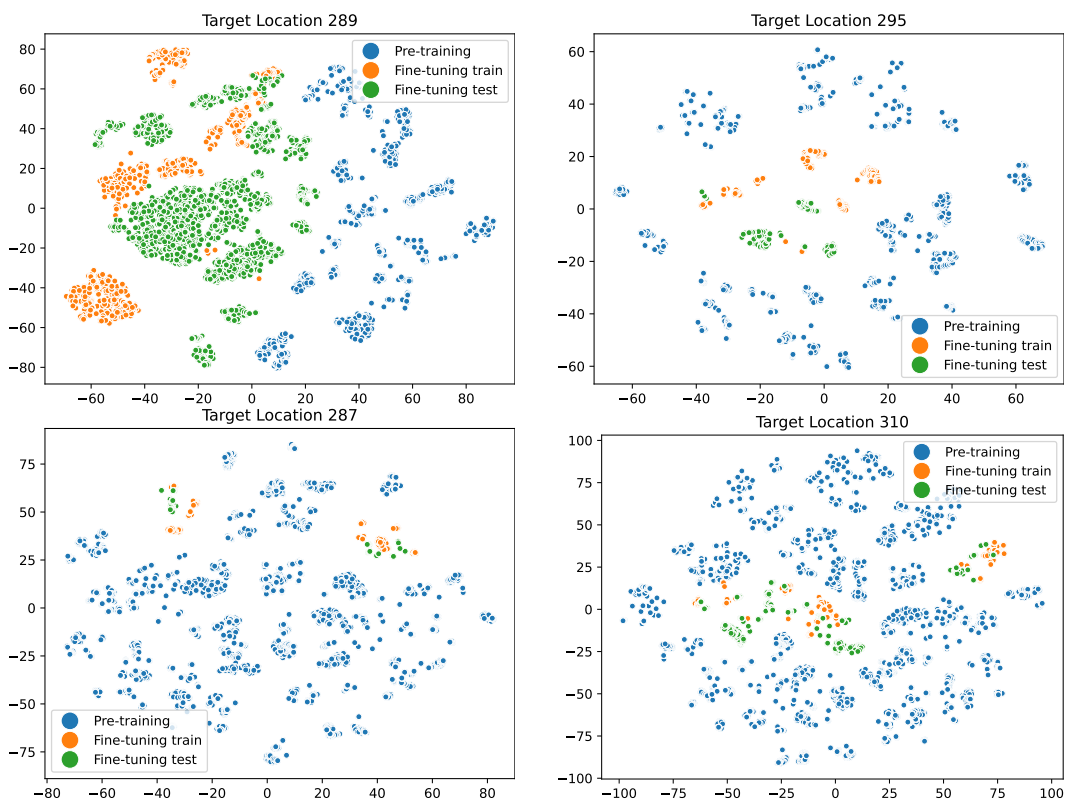 Target Location 289
Pre-training
Fine-tuning train
Fine-tuning test
80
60
40
20
0
−20
−40
−60
−80
−60 −40 −20 0 20 40 60 80
Target Location 295
Pre-training
Fine-tuning train
Fine-tuning test
60
40
20
0
−20
−40
−60
−60 −40 −20 0 20 40 60
Target Location 287
Pre-training
Fine-tuning train
Fine-tuning test
75
50
25
0
−25
−50
−75
−60 −40 −20 0 20 40 60 80
Target Location 310
Pre-training
Fine-tuning train
Fine-tuning test
100
75
50
25
0
−25
−50
−75
−100
−100 −75 −50 −25 0 25 50 75 100